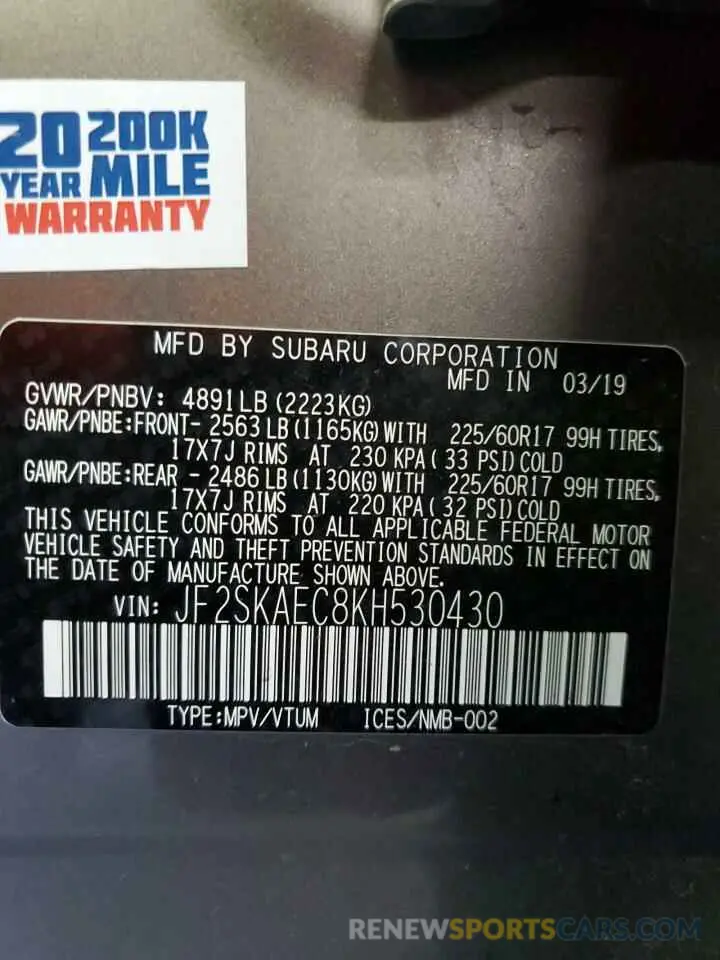 20 YEAR
200K MILE
WARRANTY
MFD BY SUBARU CORPORATION
MFD IN 03/19
GVWR/PNBV: 4891LB (2223KG)
GAWR/PNBE:FRONT- 2563LB(1165KG)WITH 225/60R17 99H TIRES,
17X7J RIMS AT 230 KPA( 33 PSI)COLD
GAWR/PNBE:REAR - 2486LB(1130KG)WITH 225/60R17 99H TIRES,
17X7J RIMS AT 220 KPA( 32 PSI)COLD
THIS VEHICLE CONFORMS TO ALL APPLICABLE FEDERAL MOTOR
VEHICLE SAFETY AND THEFT PREVENTION STANDARDS IN EFFECT ON
THE DATE OF MANUFACTURE SHOWN ABOVE.
VIN: JF2SKAEC8KH530430
TYPE:MPV/VTUM ICES/NMB-002
RENEWSPORTSCARS.COM